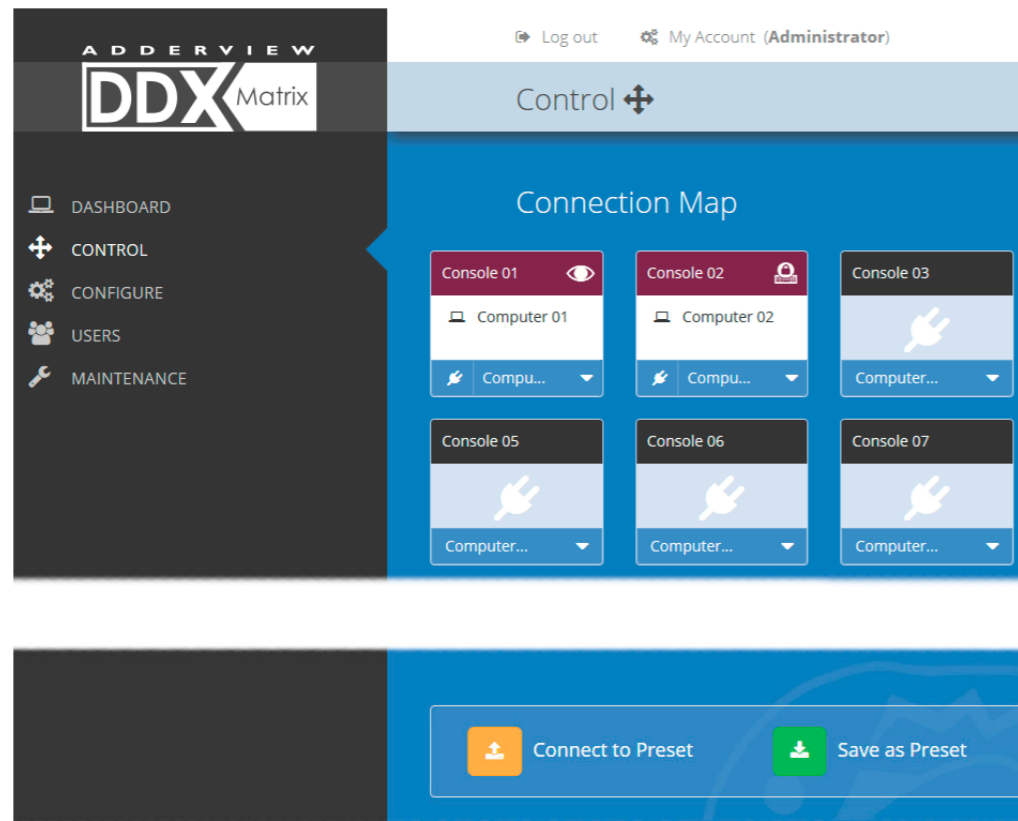 ADDERVIEW
DDX Matrix
Log out My Account (Administrator)
Control
DASHBOARD
CONTROL
CONFIGURE
USERS
MAINTENANCE
Connection Map
Console 01 Console 02 Console 03
Computer 01 Computer 02
Compu... Compu... Computer...
Console 05 Console 06 Console 07
Computer... Computer... Computer...
Connect to Preset Save as Preset